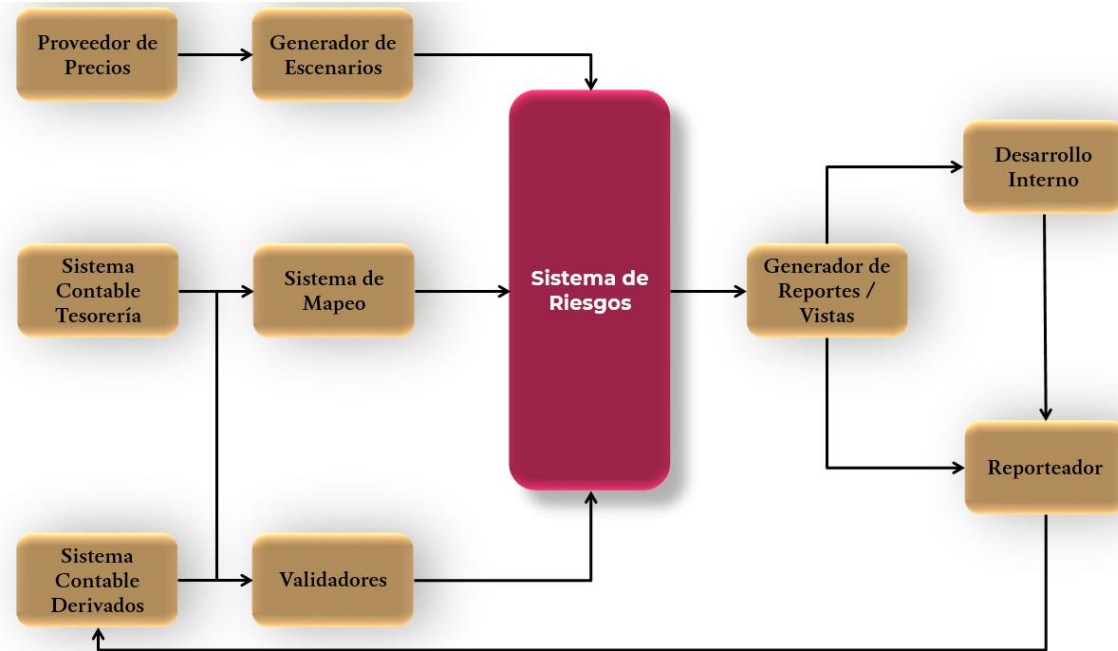 Proveedor de
Precios
Generador de
Escenarios
Desarrollo
Interno
Sistema
Contable
Tesorería
Sistema de
Mapeo
Sistema de
Riesgos
Generador de
Reportes /
Vistas
Reporteador
Sistema
Contable
Derivados
Validadores